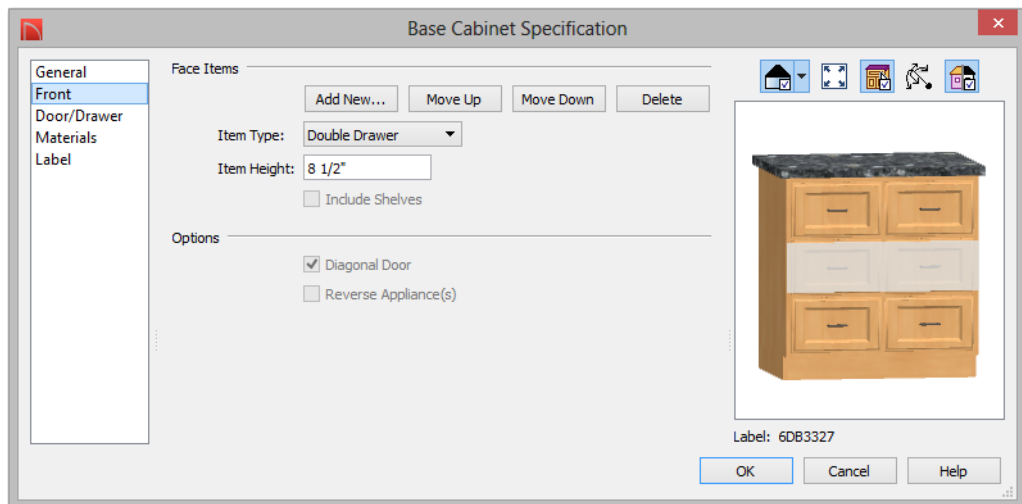 Base Cabinet Specification
General
Front
Door/Drawer
Materials
Label
Face Items
Add New... Move Up Move Down Delete
Item Type: Double Drawer
Item Height: 8 1/2"
Include Shelves
Options
Diagonal Door
Reverse Appliance(s)
Label: 6DB3327
OK Cancel Help